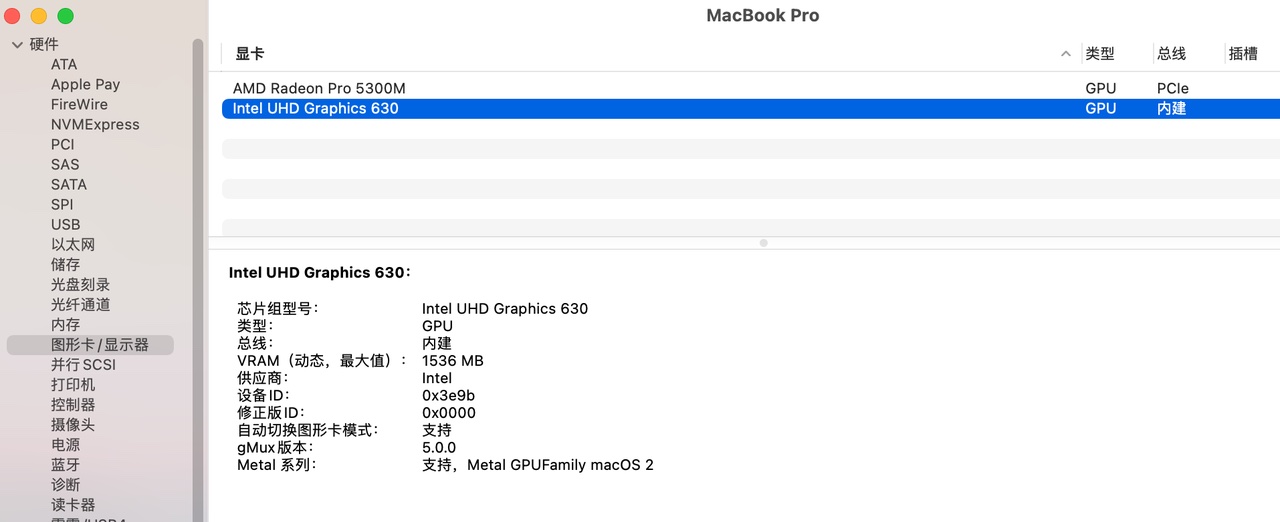 MacBook Pro
硬件
ATA
Apple Pay
FireWire
NVMExpress
PCI
SAS
SATA
SPI
USB
以太网
储存
光盘刻录
光纤通道
内存
图形卡/显示器
并行SCSI
打印机
控制器
摄像头
电源
蓝牙
诊断
读卡器
显卡 类型 总线 插槽
AMD Radeon Pro 5300M GPU PCIe
Intel UHD Graphics 630 GPU 内建
Intel UHD Graphics 630：
芯片组型号： Intel UHD Graphics 630
类型： GPU
总线： 内建
VRAM（动态，最大值）： 1536 MB
供应商： Intel
设备ID： 0x3e9b
修正版ID： 0x0000
自动切换图形卡模式： 支持
gMux版本： 5.0.0
Metal 系列： 支持，Metal GPUFamily macOS 2